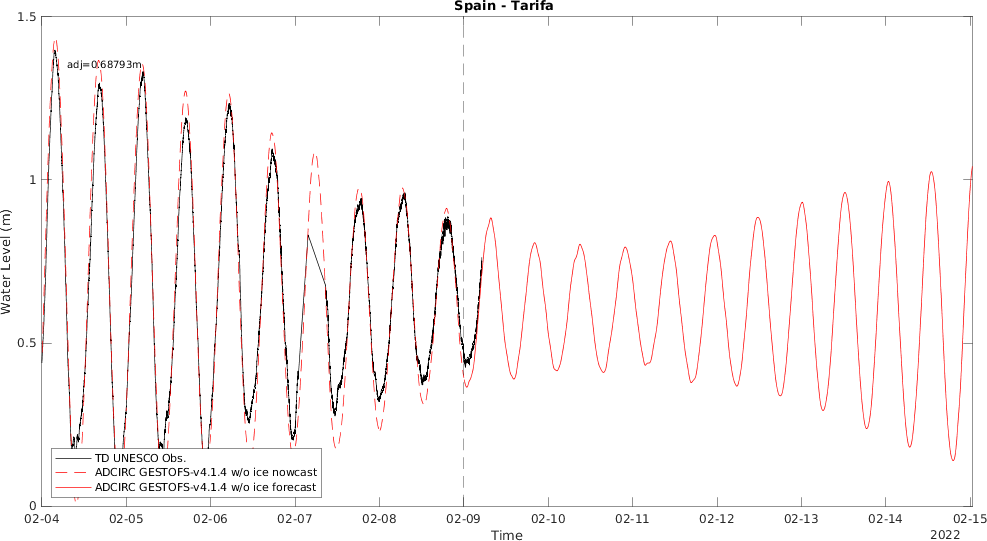 Spain - Tarifa
1.5
adj=0.68793m
1
Water Level (m)
0.5
TD UNESCO Obs.
ADCIRC GESTOFS-v4.1.4 w/o ice nowcast
ADCIRC GESTOFS-v4.1.4 w/o ice forecast
0
02-04 02-05 02-06 02-07 02-08 02-09 02-10 02-11 02-12 02-13 02-14 02-15
Time
2022